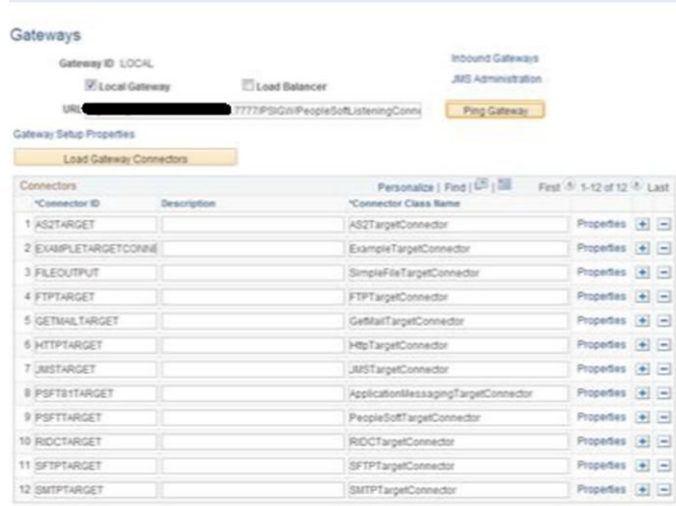 Gateways
Gateway ID LOCAL
Inbound Gateways
Local Gateway Load Balancer
JMS Administration
URL: 7777/PSIGW/PeopleSoftListeningConne
Ping Gateway
Gateway Setup Properties
Load Gateway Connectors
Connectors Personalize | Find | | First 1-12 of 12 Last
*Connector ID Description *Connector Class Name
1 AS2TARGET AS2TargetConnector Properties + -
2 EXAMPLETARGETCONNE ExampleTargetConnector Properties + -
3 FILEOUTPUT SimpleFileTargetConnector Properties + -
4 FTPTARGET FTPTargetConnector Properties + -
5 GETMAILTARGET GetMailTargetConnector Properties + -
6 HTTPTARGET HttpTargetConnector Properties + -
7 JMSTARGET JMSTargetConnector Properties + -
8 PSFT81TARGET ApplicationMessagingTargetConnector Properties + -
9 PSFTTARGET PeopleSoftTargetConnector Properties + -
10 RIDCTARGET RIDCTargetConnector Properties + -
11 SFTPTARGET SFTPTargetConnector Properties + -
12 SMTPTARGET SMTPTargetConnector Properties + -